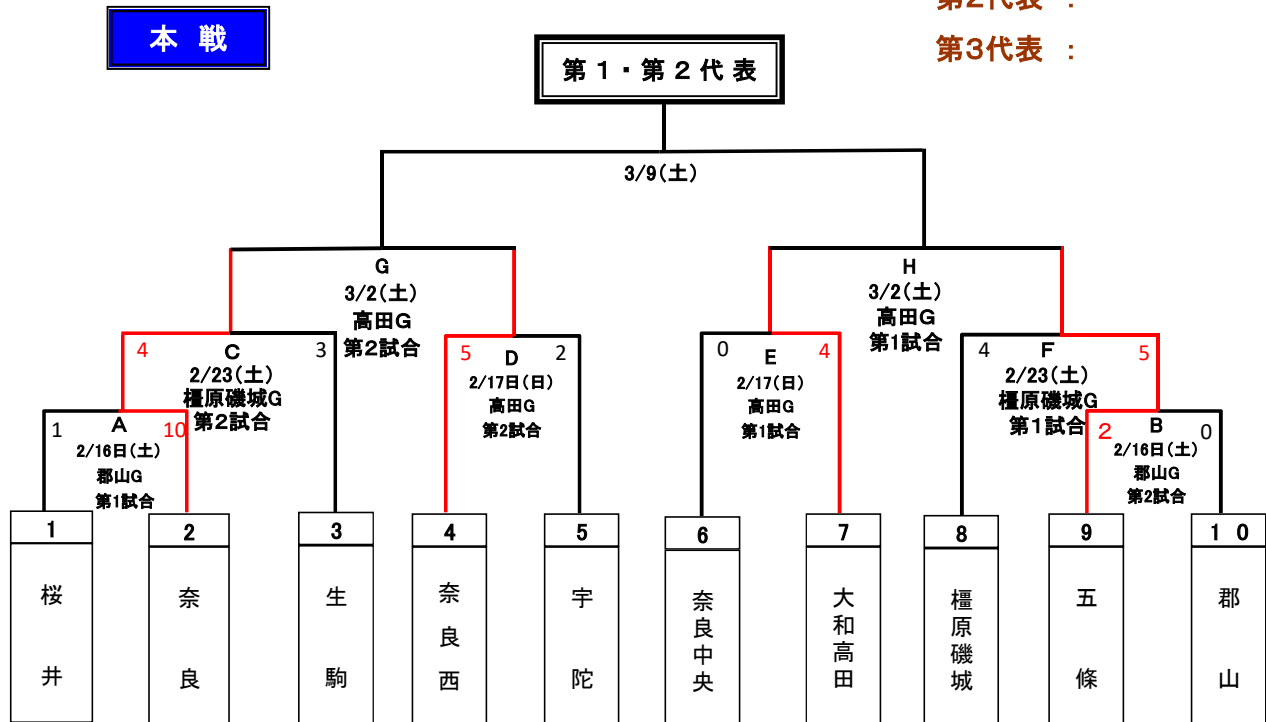 第2代表 :
本 戦
第3代表 :
第1・第2代表
3/9(土)
G
3/2(土)
高田G
第2試合
H
3/2(土)
高田G
第1試合
4
C
3
2/23(土)
橿原磯城G
第2試合
5
D
2
2/17日(日)
高田G
第2試合
0
E
4
2/17(日)
高田G
第1試合
4
F
5
2/23(土)
橿原磯城G
第1試合
1
A
10
2/16日(土)
郡山G
第1試合
2
B
0
2/16日(土)
郡山G
第2試合
1
2
3
4
5
6
7
8
9
10
桜井
奈良
生駒
奈良西
宇陀
奈良中央
大和高田
橿原磯城
五條
郡山